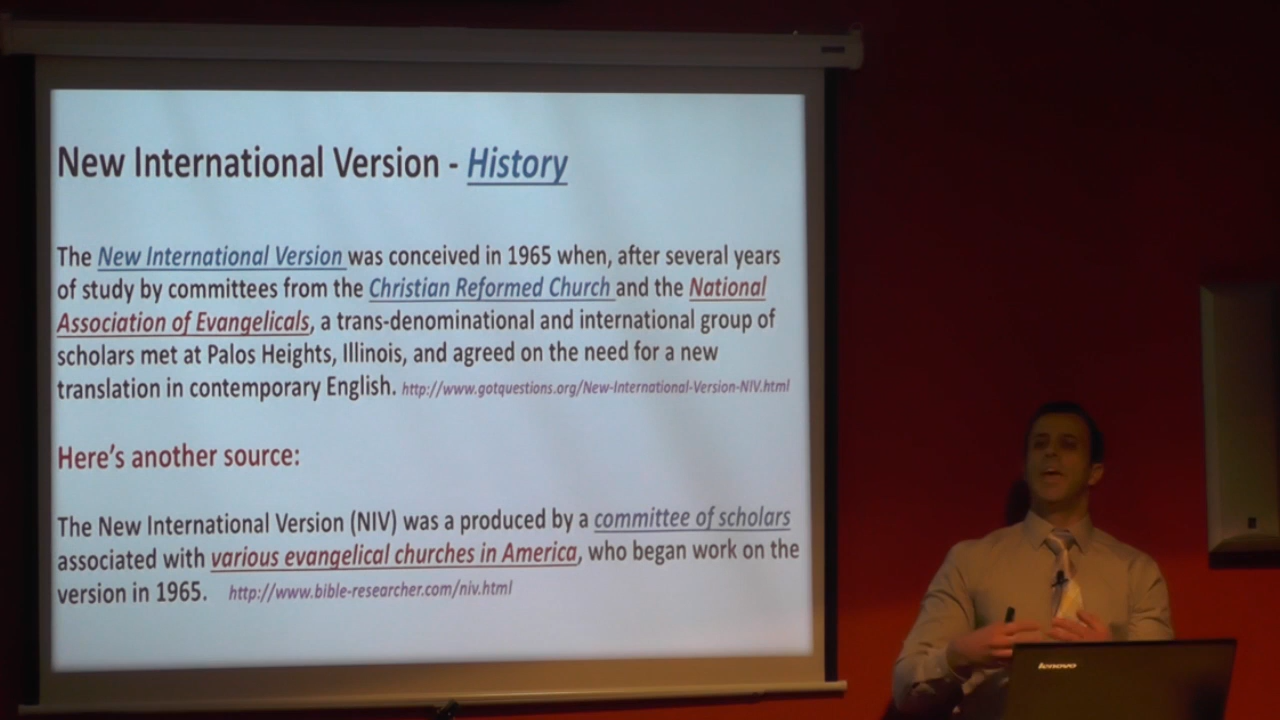 New International Version - History
The New International Version was conceived in 1965 when, after several years
of study by committees from the Christian Reformed Church and the National
Association of Evangelicals, a trans-denominational and international group of
scholars met at Palos Heights, Illinois, and agreed on the need for a new
translation in contemporary English. http://www.gotquestions.org/New-International-Version-NIV.html
Here's another source:
The New International Version (NIV) was a produced by a committee of scholars
associated with various evangelical churches in America, who began work on the
version in 1965. http://www.bible-researcher.com/niv.html
lenovo